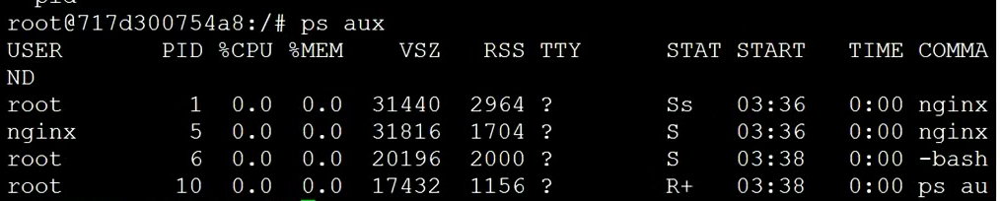 pid
root@717d300754a8:/# ps aux
USER PID %CPU %MEM VSZ RSS TTY STAT START TIME COMMA
ND
root 1 0.0 0.0 31440 2964 ? Ss 03:36 0:00 nginx
nginx 5 0.0 0.0 31816 1704 ? S 03:36 0:00 nginx
root 6 0.0 0.0 20196 2000 ? S 03:38 0:00 -bash
root 10 0.0 0.0 17432 1156 ? R+ 03:38 0:00 ps au